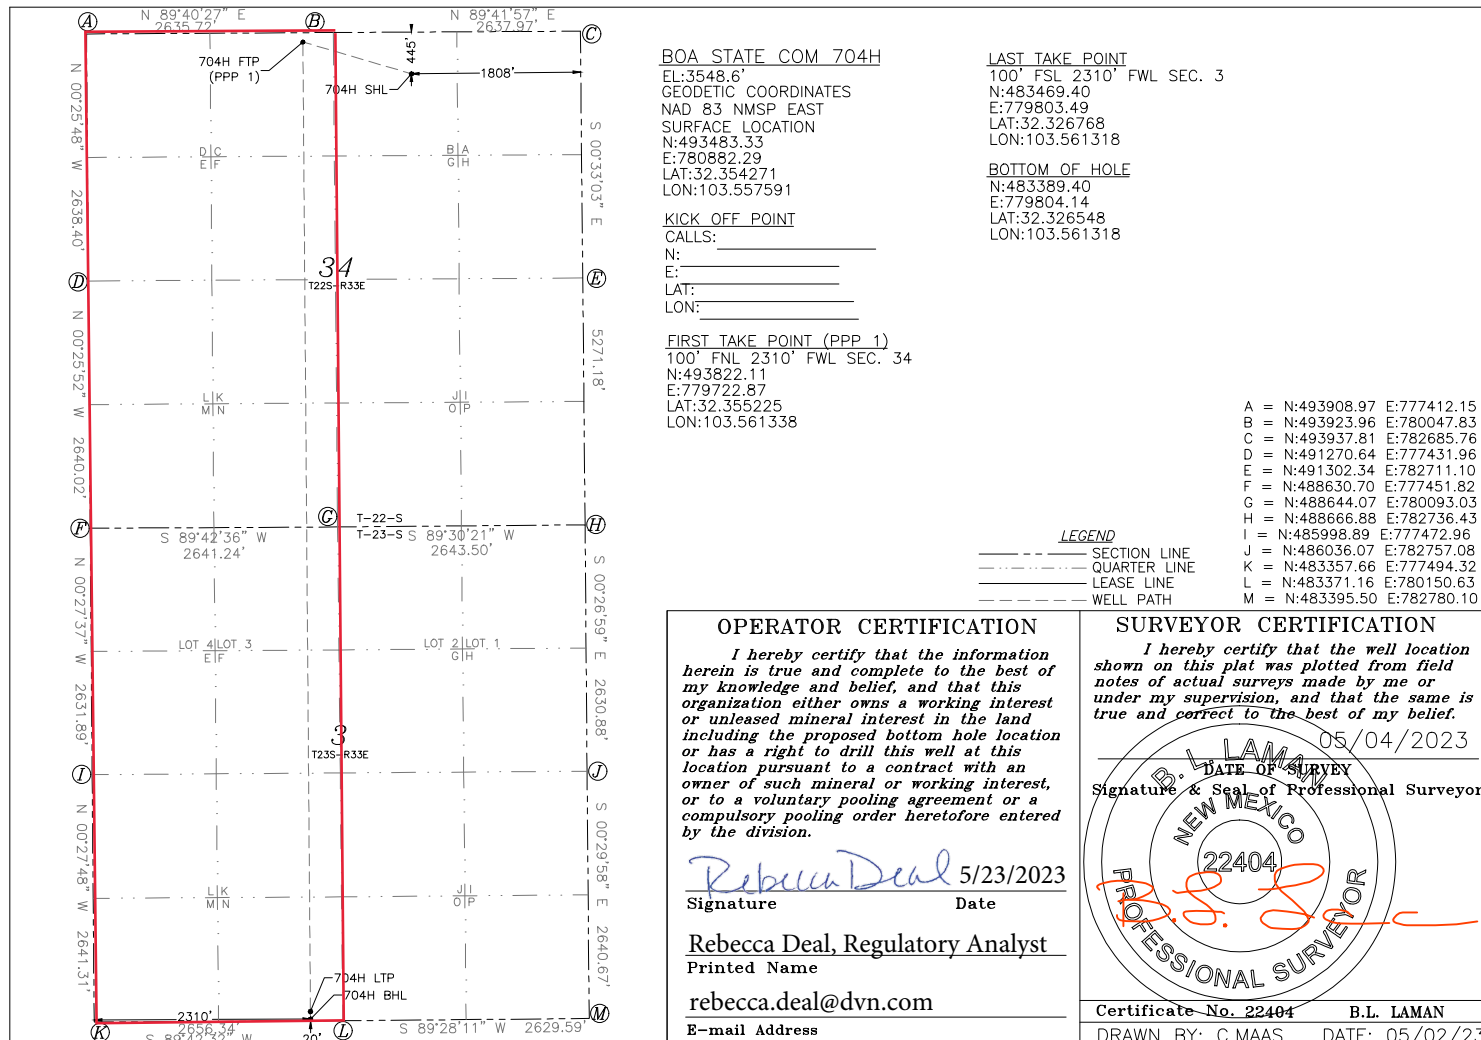 A
N 89°40'27" E
2635.72'
B
N 89°41'57" E
2637.97'
C
704H FTP
(PPP 1)
445'
1808'
704H SHL
N 00°25'48" W 2638.40'
S 00°33'03" E 5271.18'
D C
E F
B A
G H
D
34
T22S-R33E
E
N 00°25'52" W 2640.02'
L K
M N
J I
O P
F
G
T-22-S
T-23-S
H
S 89°42'36" W
2641.24'
S 89°30'21" W
2643.50'
N 00°27'37" W 2631.89'
S 00°26'59" E 2630.88'
LOT 4 LOT 3
E F
LOT 2 LOT 1
G H
3
T23S-R33E
I
J
N 00°27'48" W 2641.31'
S 00°29'58" E 2640.67'
L K
M N
J I
O P
704H LTP
704H BHL
2310'
K
2656.34'
S 89°42'32" W
20'
L
S 89°28'11" W 2629.59'
M
BOA STATE COM 704H
EL:3548.6'
GEODETIC COORDINATES
NAD 83 NMSP EAST
SURFACE LOCATION
N:493483.33
E:780882.29
LAT:32.354271
LON:103.557591
KICK OFF POINT
CALLS:
N:
E:
LAT:
LON:
FIRST TAKE POINT (PPP 1)
100' FNL 2310' FWL SEC. 34
N:493822.11
E:779722.87
LAT:32.355225
LON:103.561338
LAST TAKE POINT
100' FSL 2310' FWL SEC. 3
N:483469.40
E:779803.49
LAT:32.326768
LON:103.561318
BOTTOM OF HOLE
N:483389.40
E:779804.14
LAT:32.326548
LON:103.561318
A = N:493908.97 E:777412.15
B = N:493923.96 E:780047.83
C = N:493937.81 E:782685.76
D = N:491270.64 E:777431.96
E = N:491302.34 E:782711.10
F = N:488630.70 E:777451.82
G = N:488644.07 E:780093.03
H = N:488666.88 E:782736.43
I = N:485998.89 E:777472.96
J = N:486036.07 E:782757.08
K = N:483357.66 E:777494.32
L = N:483371.16 E:780150.63
M = N:483395.50 E:782780.10
LEGEND
SECTION LINE
QUARTER LINE
LEASE LINE
WELL PATH
OPERATOR CERTIFICATION
I hereby certify that the information
herein is true and complete to the best of
my knowledge and belief, and that this
organization either owns a working interest
or unleased mineral interest in the land
including the proposed bottom hole location
or has a right to drill this well at this
location pursuant to a contract with an
owner of such mineral or working interest,
or to a voluntary pooling agreement or a
compulsory pooling order heretofore entered
by the division.
Rebecca Deal 5/23/2023
Signature Date
Rebecca Deal, Regulatory Analyst
Printed Name
rebecca.deal@dvn.com
E-mail Address
SURVEYOR CERTIFICATION
I hereby certify that the well location
shown on this plat was plotted from field
notes of actual surveys made by me or
under my supervision, and that the same is
true and correct to the best of my belief.
05/04/2023
DATE OF SURVEY
Signature & Seal of Professional Surveyor
B. L. LAMAN
NEW MEXICO
22404
PROFESSIONAL SURVEYOR
Certificate No. 22404 B.L. LAMAN
DRAWN BY: C.MAAS DATE: 05/02/23